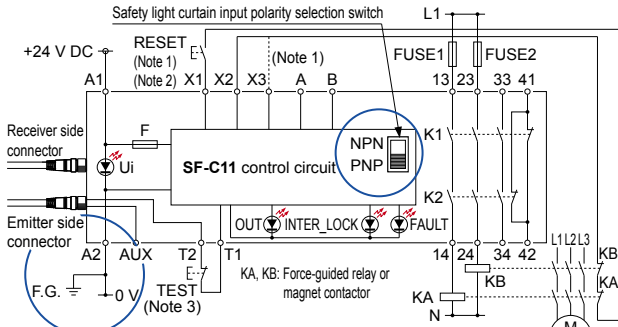 Safety light curtain input polarity selection switch
L1
+24 V DC
RESET
(Note 1)
(Note 2)
(Note 1)
FUSE1
FUSE2
A1
X1
X2
X3
A
B
13
23
33
41
Receiver side
connector
F
Ui
SF-C11 control circuit
NPN
PNP
K1
K2
OUT
INTER_LOCK
FAULT
Emitter side
connector
A2
AUX
T2
T1
14
24
34
42
KA, KB: Force-guided relay or
magnet contactor
F.G.
0 V
TEST
(Note 3)
KB
KA
N
L1
L2
L3
KB
KA
M